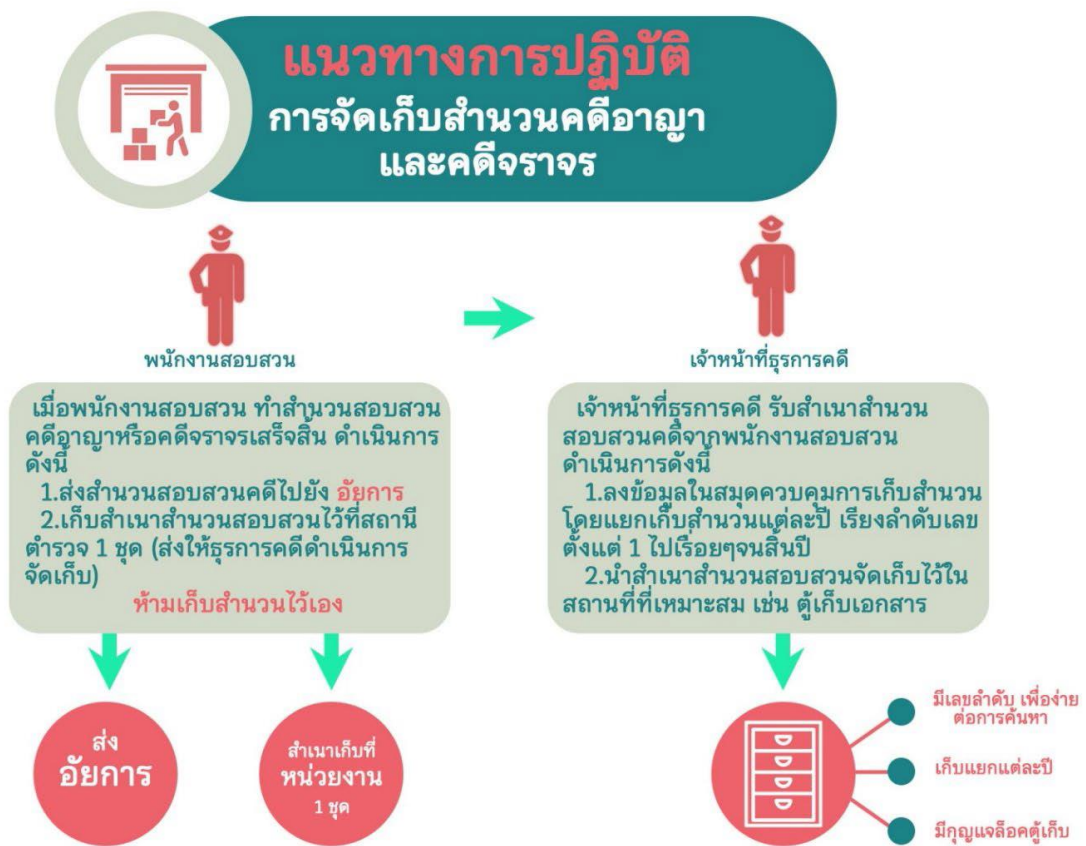 แนวทางการปฏิบัติ
การจัดเก็บสำนวนคดีอาญา
และคดีจราจร
พนักงานสอบสวน
เมื่อพนักงานสอบสวน ทำสำนวนสอบสวน
คดีอาญาหรือคดีจราจรเสร็จสิ้น ดำเนินการ
ดังนี้
1.ส่งสำนวนสอบสวนคดีไปยัง อัยการ
2.เก็บสำเนาสำนวนสอบสวนไว้ที่สถานี
ตำรวจ 1 ชุด (ส่งให้ธุรการคดีดำเนินการ
จัดเก็บ)
ห้ามเก็บสำนวนไว้เอง
ส่ง
อัยการ
สำเนาเก็บที่
หน่วยงาน
1 ชุด
เจ้าหน้าที่ธุรการคดี
เจ้าหน้าที่ธุรการคดี รับสำเนาสำนวน
สอบสวนคดีจากพนักงานสอบสวน
ดำเนินการดังนี้
1.ลงข้อมูลในสมุดควบคุมการเก็บสำนวน
โดยแยกเก็บสำนวนแต่ละปี เรียงลำดับเลข
ตั้งแต่ 1 ไปเรื่อยๆจนสิ้นปี
2.นำสำเนาสำนวนสอบสวนจัดเก็บไว้ใน
สถานที่ที่เหมาะสม เช่น ตู้เก็บเอกสาร
มีเลขลำดับ เพื่อง่าย
ต่อการค้นหา
เก็บแยกแต่ละปี
มีกุญแจล็อคตู้เก็บ